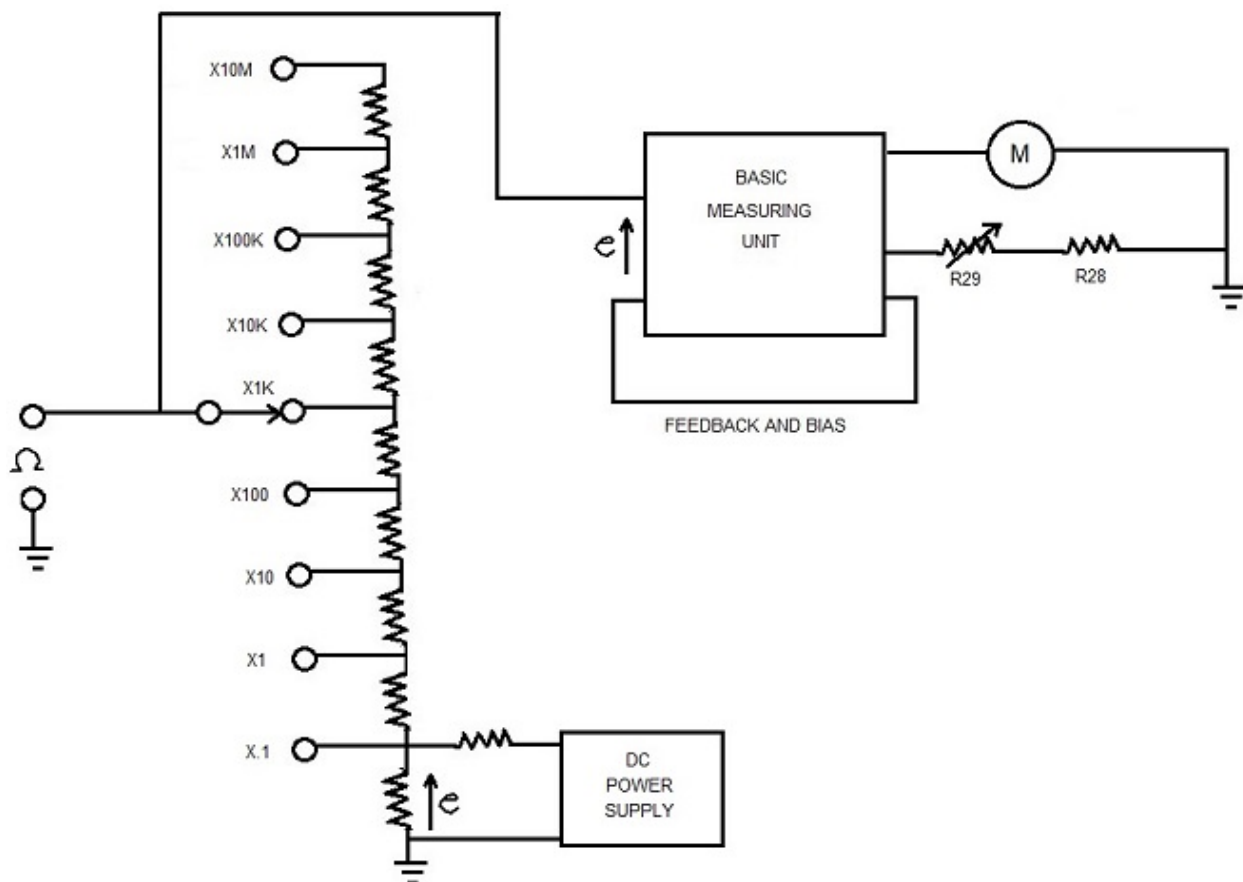 X10M
X1M
X100K
X10K
X1K
X100
X10
X1
X.1
Ω
e
DC
POWER
SUPPLY
e
BASIC
MEASURING
UNIT
FEEDBACK AND BIAS
M
R29
R28